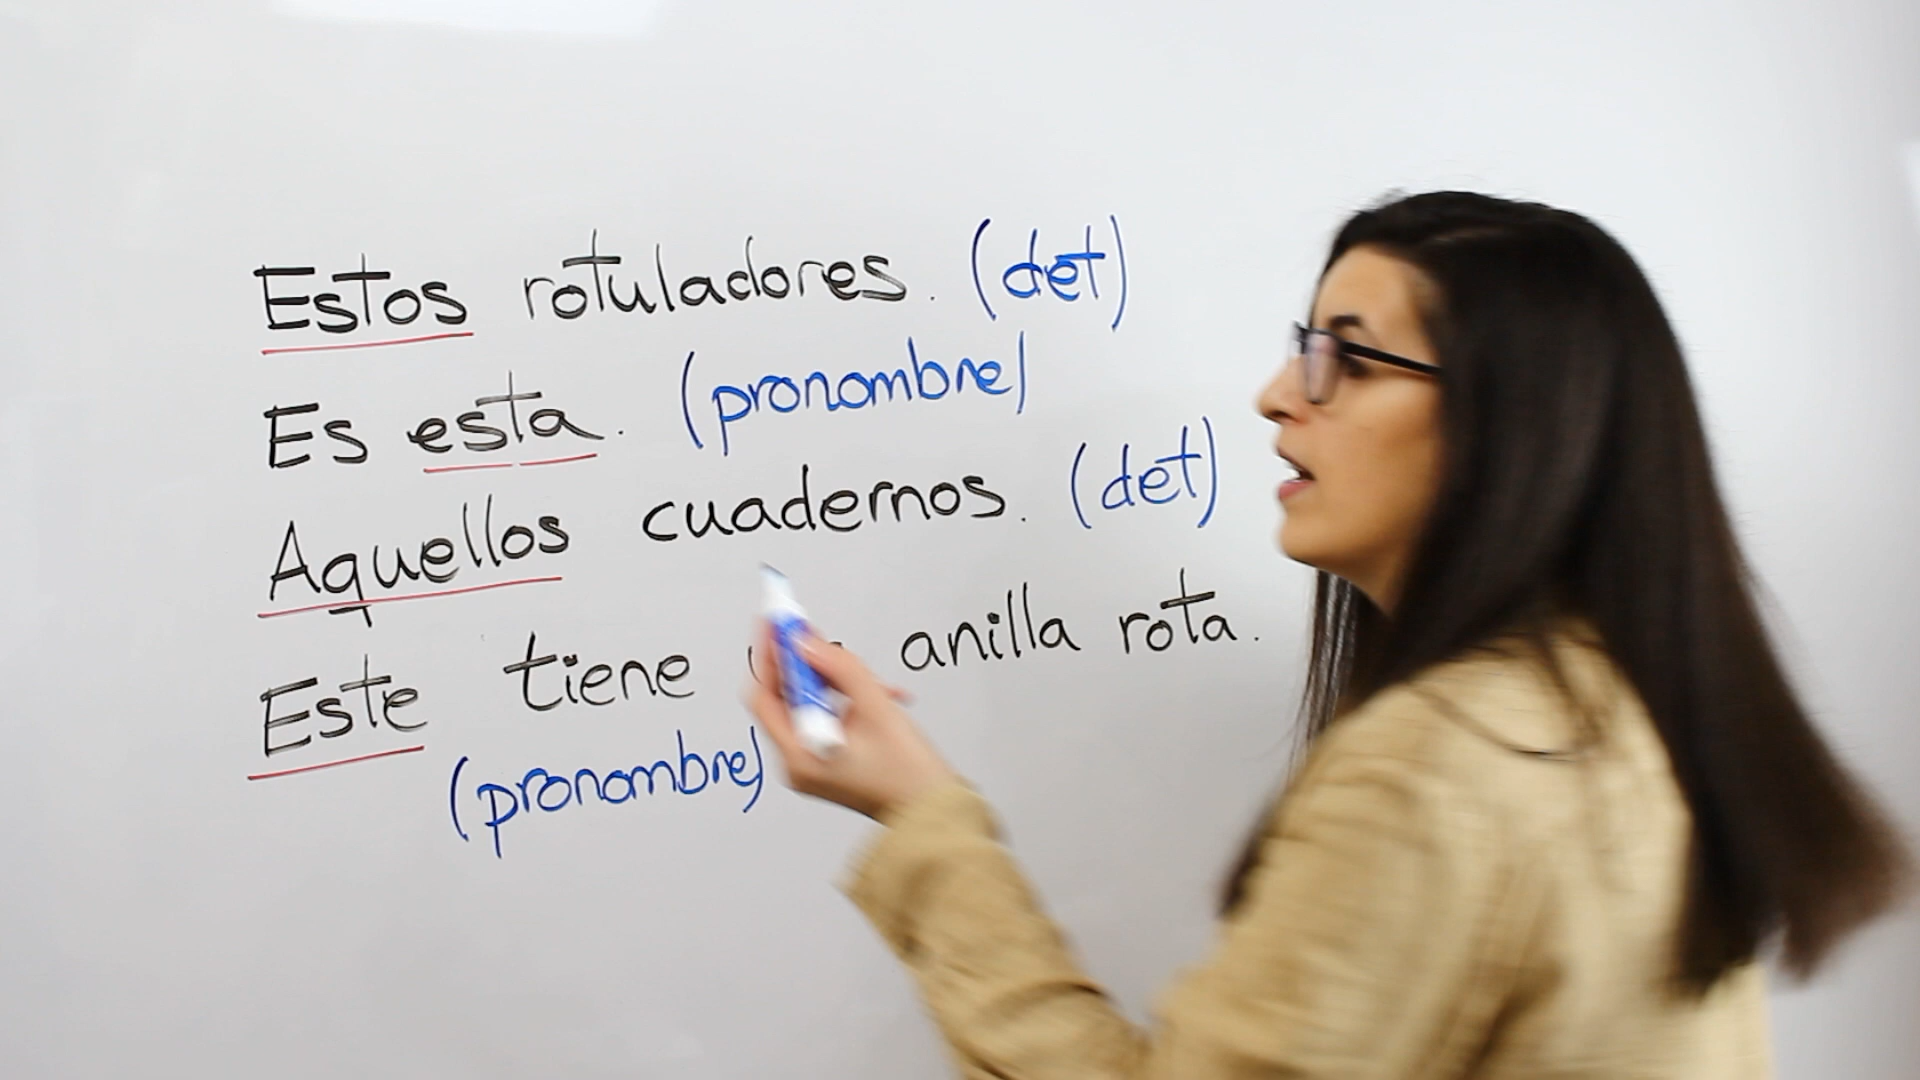 Estos rotuladores. (det)
Es esta. (pronombre)
Aquellos cuadernos. (det)
Este tiene anilla rota.
(pronombre)